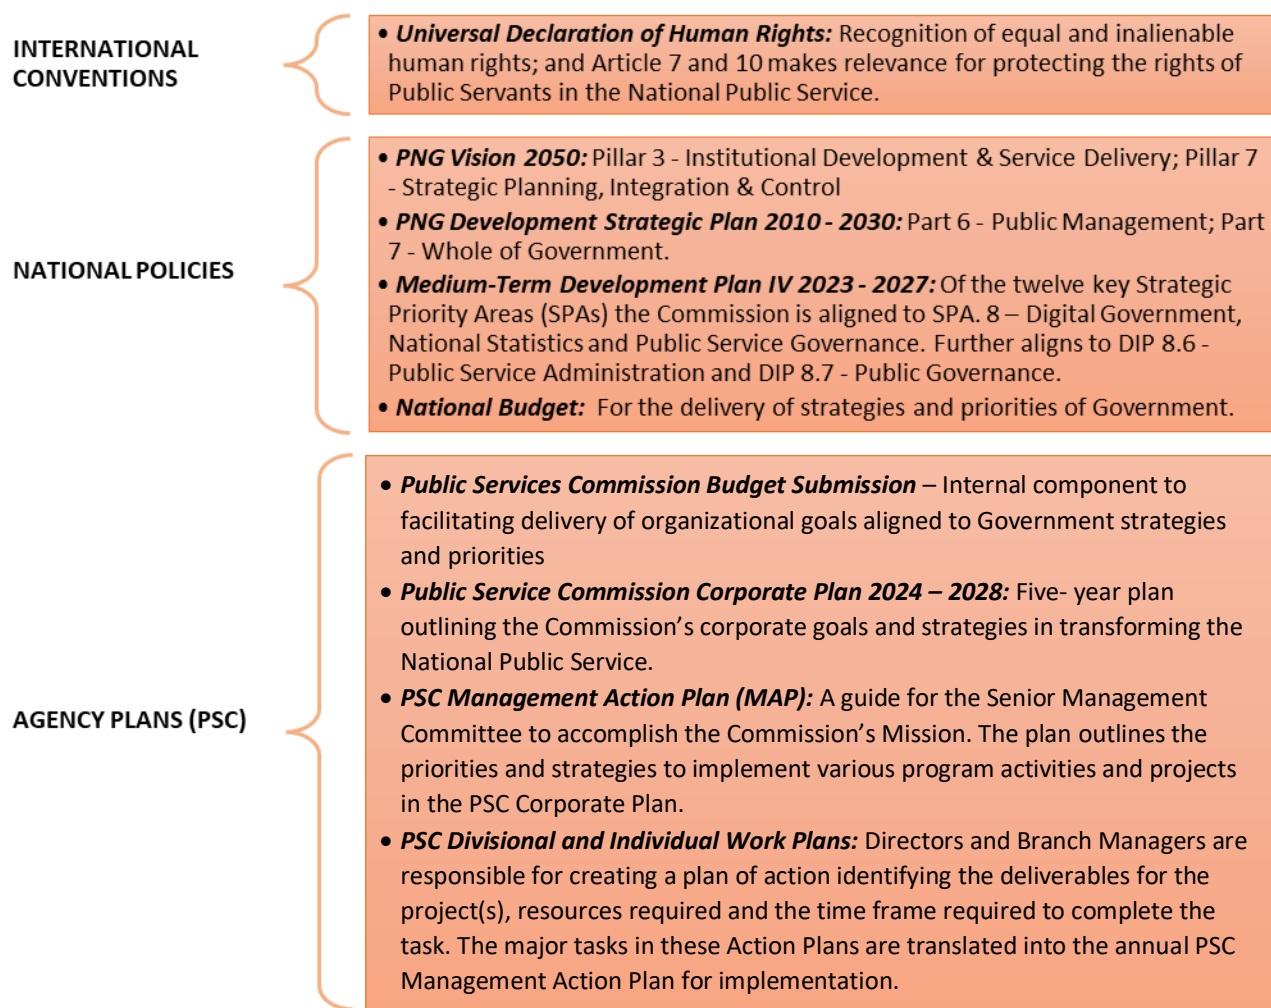 INTERNATIONAL
CONVENTIONS
• Universal Declaration of Human Rights: Recognition of equal and inalienable
human rights; and Article 7 and 10 makes relevance for protecting the rights of
Public Servants in the National Public Service.
NATIONAL POLICIES
• PNG Vision 2050: Pillar 3 - Institutional Development & Service Delivery; Pillar 7
- Strategic Planning, Integration & Control
• PNG Development Strategic Plan 2010 - 2030: Part 6 - Public Management; Part
7 - Whole of Government.
• Medium-Term Development Plan IV 2023 - 2027: Of the twelve key Strategic
Priority Areas (SPAs) the Commission is aligned to SPA. 8 – Digital Government,
National Statistics and Public Service Governance. Further aligns to DIP 8.6 -
Public Service Administration and DIP 8.7 - Public Governance.
• National Budget: For the delivery of strategies and priorities of Government.
AGENCY PLANS (PSC)
• Public Services Commission Budget Submission – Internal component to
facilitating delivery of organizational goals aligned to Government strategies
and priorities
• Public Service Commission Corporate Plan 2024 – 2028: Five- year plan
outlining the Commission’s corporate goals and strategies in transforming the
National Public Service.
• PSC Management Action Plan (MAP): A guide for the Senior Management
Committee to accomplish the Commission’s Mission. The plan outlines the
priorities and strategies to implement various program activities and projects
in the PSC Corporate Plan.
• PSC Divisional and Individual Work Plans: Directors and Branch Managers are
responsible for creating a plan of action identifying the deliverables for the
project(s), resources required and the time frame required to complete the
task. The major tasks in these Action Plans are translated into the annual PSC
Management Action Plan for implementation.